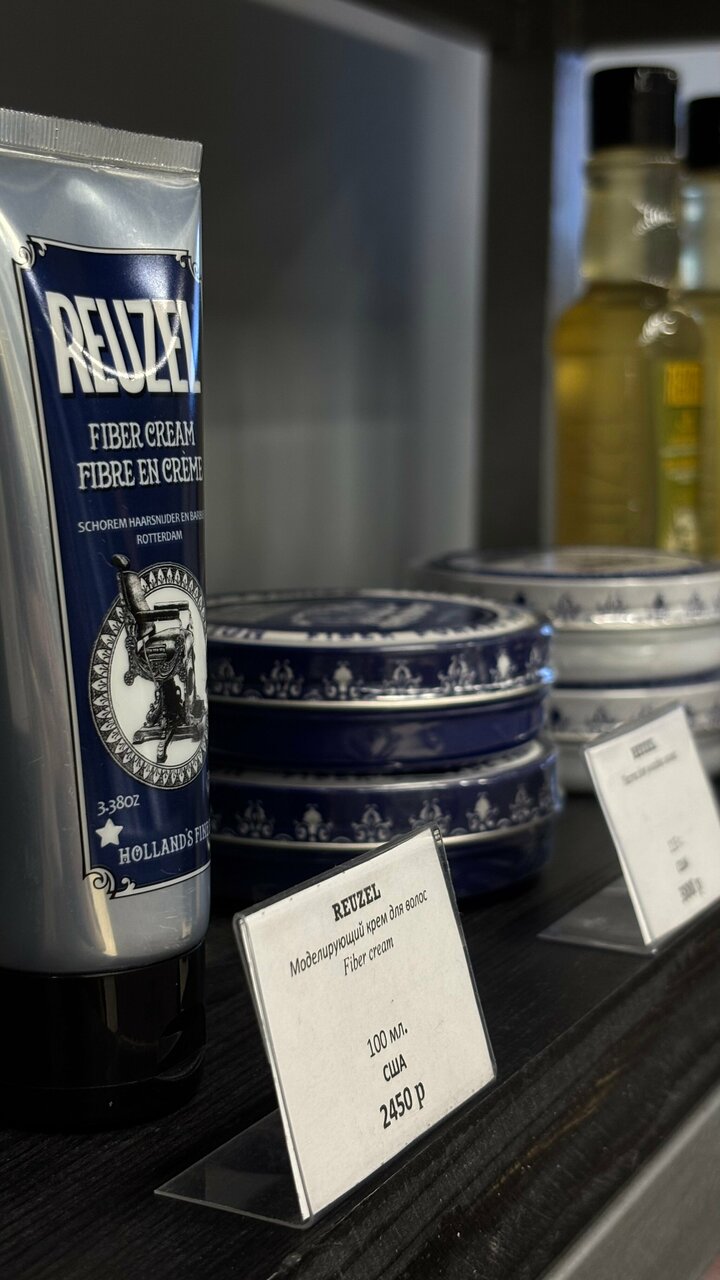 REUZEL
FIBER CREAM
FIBRE EN CRÈME
SCHOREM HAARSNIJDER EN
ROTTERDAM
3.38OZ
HOLLAND'S
REUZEL
Моделирующий крем для волос
Fiber cream
100 мл.
США
2450 р
REUZEL
США